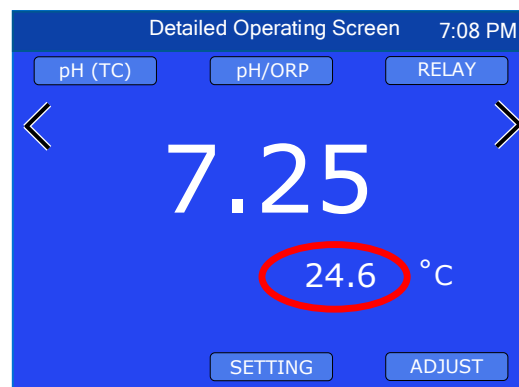 Detailed Operating Screen 7:08 PM
pH (TC) pH/ORP RELAY
7.25
24.6 °C
SETTING ADJUST